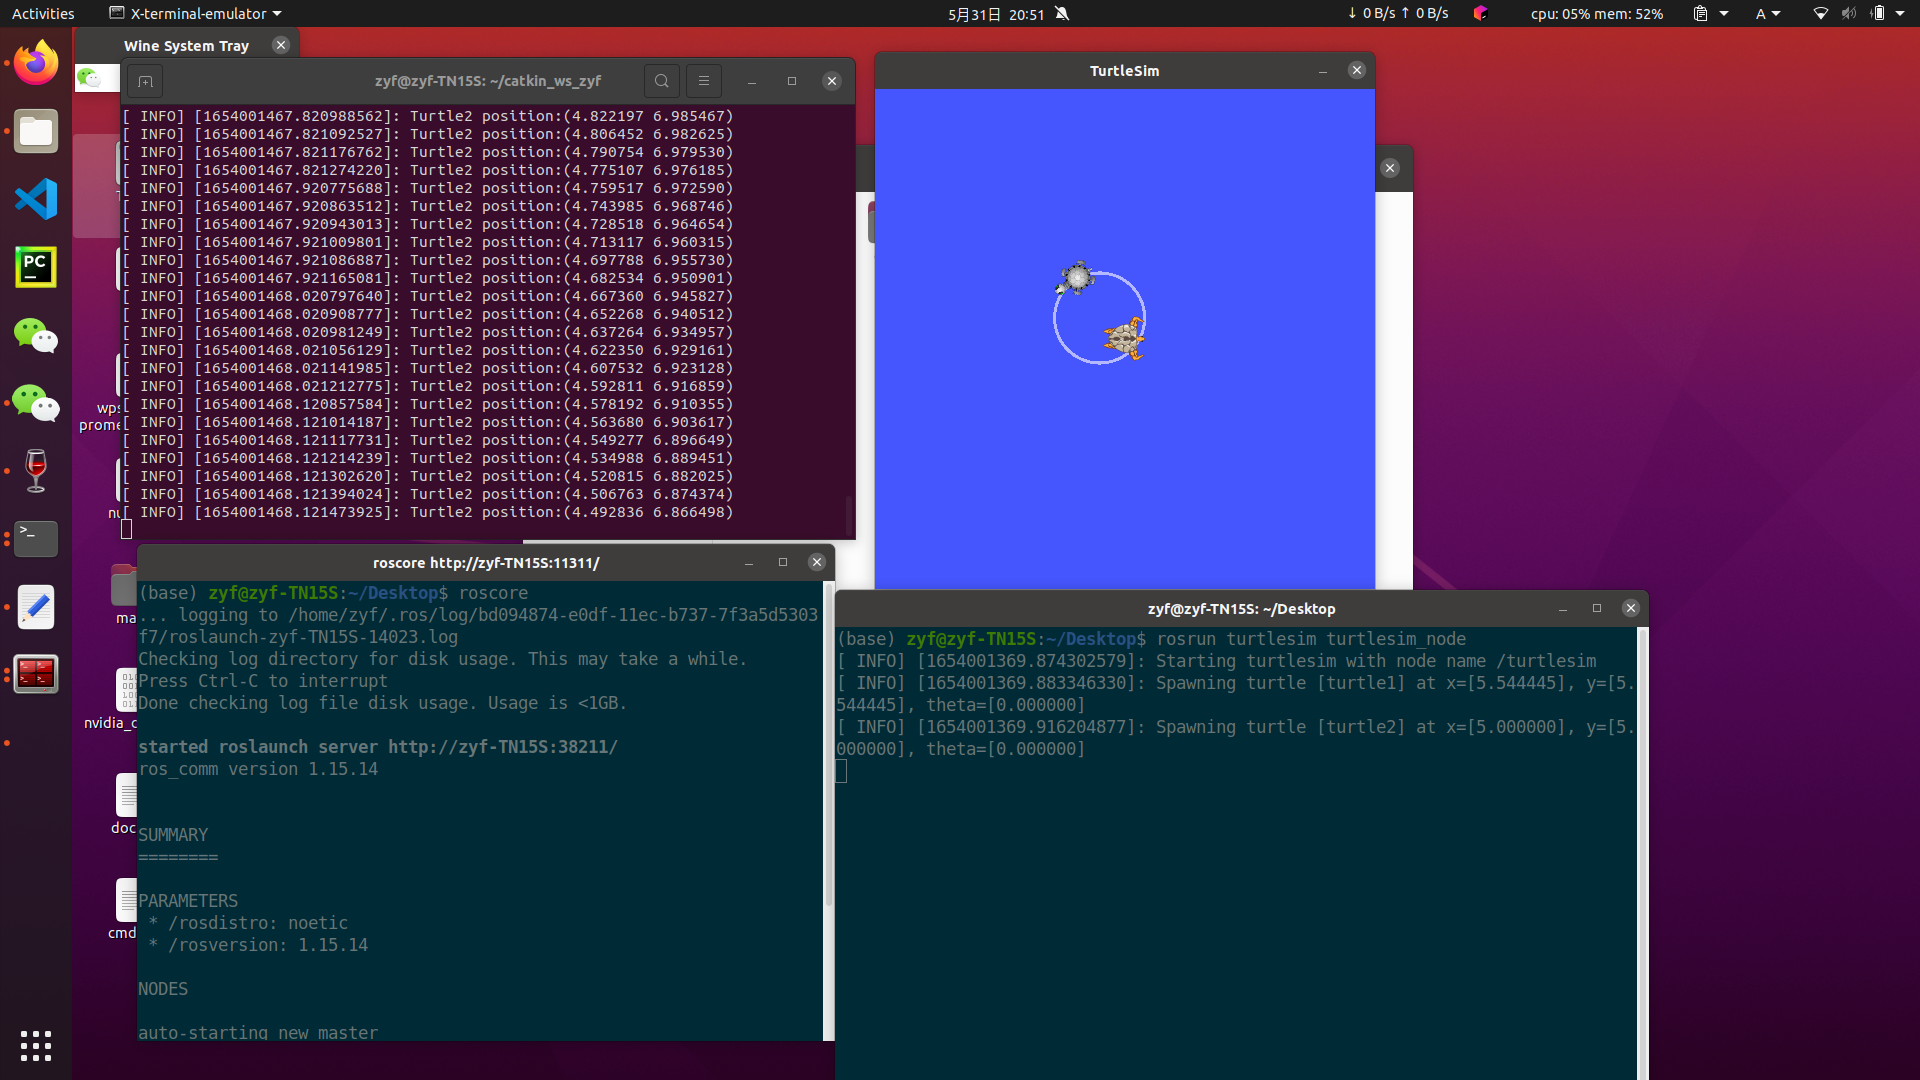 Activities
X-terminal-emulator
5月31日 20:51
↓ 0 B/s ↑ 0 B/s
cpu: 05% mem: 52%
A
Wine System Tray
zyf@zyf-TN15S: ~/catkin_ws_zyf
[ INFO] [1654001467.820988562]: Turtle2 position:(4.822197 6.985467)
[ INFO] [1654001467.821092527]: Turtle2 position:(4.806452 6.982625)
[ INFO] [1654001467.821176762]: Turtle2 position:(4.790754 6.979530)
[ INFO] [1654001467.821274220]: Turtle2 position:(4.775107 6.976185)
[ INFO] [1654001467.920775688]: Turtle2 position:(4.759517 6.972590)
[ INFO] [1654001467.920863512]: Turtle2 position:(4.743985 6.968746)
[ INFO] [1654001467.920943013]: Turtle2 position:(4.728518 6.964654)
[ INFO] [1654001467.921009801]: Turtle2 position:(4.713117 6.960315)
[ INFO] [1654001467.921086887]: Turtle2 position:(4.697788 6.955730)
[ INFO] [1654001467.921165081]: Turtle2 position:(4.682534 6.950901)
[ INFO] [1654001468.020797640]: Turtle2 position:(4.667360 6.945827)
[ INFO] [1654001468.020908777]: Turtle2 position:(4.652268 6.940512)
[ INFO] [1654001468.020981249]: Turtle2 position:(4.637264 6.934957)
[ INFO] [1654001468.021056129]: Turtle2 position:(4.622350 6.929161)
[ INFO] [1654001468.021141985]: Turtle2 position:(4.607532 6.923128)
[ INFO] [1654001468.021212775]: Turtle2 position:(4.592811 6.916859)
[ INFO] [1654001468.120857584]: Turtle2 position:(4.578192 6.910355)
[ INFO] [1654001468.121014187]: Turtle2 position:(4.563680 6.903617)
[ INFO] [1654001468.121117731]: Turtle2 position:(4.549277 6.896649)
[ INFO] [1654001468.121214239]: Turtle2 position:(4.534988 6.889451)
[ INFO] [1654001468.121302620]: Turtle2 position:(4.520815 6.882025)
[ INFO] [1654001468.121394024]: Turtle2 position:(4.506763 6.874374)
[ INFO] [1654001468.121473925]: Turtle2 position:(4.492836 6.866498)
TurtleSim
PC
wps
prome
nu
ma
nvidia_c
doc
cmd
roscore http://zyf-TN15S:11311/
(base) zyf@zyf-TN15S:~/Desktop$ roscore
... logging to /home/zyf/.ros/log/bd094874-e0df-11ec-b737-7f3a5d5303
f7/roslaunch-zyf-TN15S-14023.log
Checking log directory for disk usage. This may take a while.
Press Ctrl-C to interrupt
Done checking log file disk usage. Usage is <1GB.
started roslaunch server http://zyf-TN15S:38211/
ros_comm version 1.15.14
SUMMARY
========
PARAMETERS
* /rosdistro: noetic
* /rosversion: 1.15.14
NODES
auto-starting new master
zyf@zyf-TN15S: ~/Desktop
(base) zyf@zyf-TN15S:~/Desktop$ rosrun turtlesim turtlesim_node
[ INFO] [1654001369.874302579]: Starting turtlesim with node name /turtlesim
[ INFO] [1654001369.883346330]: Spawning turtle [turtle1] at x=[5.544445], y=[5.
544445], theta=[0.000000]
[ INFO] [1654001369.916204877]: Spawning turtle [turtle2] at x=[5.000000], y=[5.
000000], theta=[0.000000]